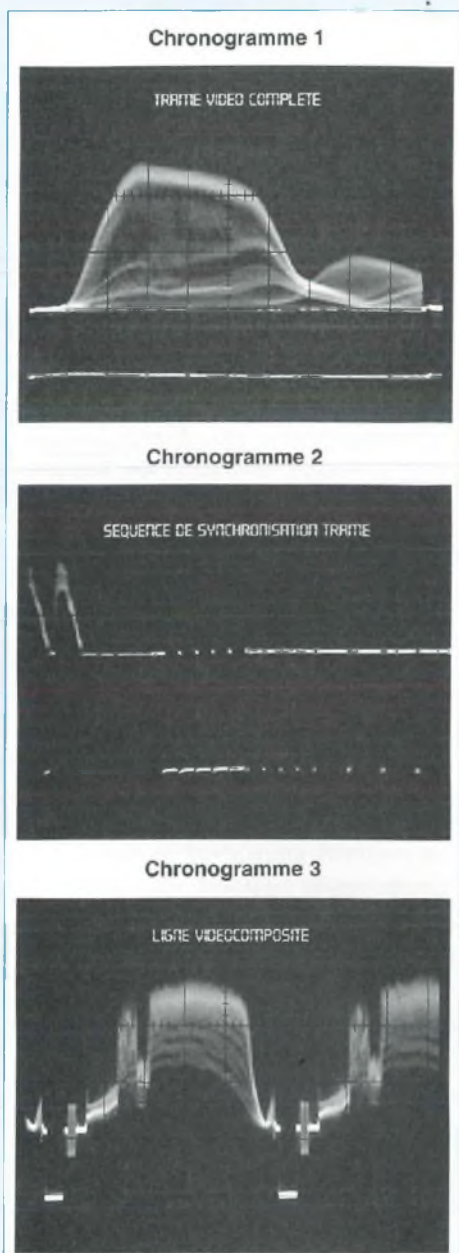 Chronogramme 1
TRAME VIDEO COMPLETE
Chronogramme 2
SEQUENCE DE SYNCHRONISATION TRAME
Chronogramme 3
LIGNE VIDEOCOMPOSITE